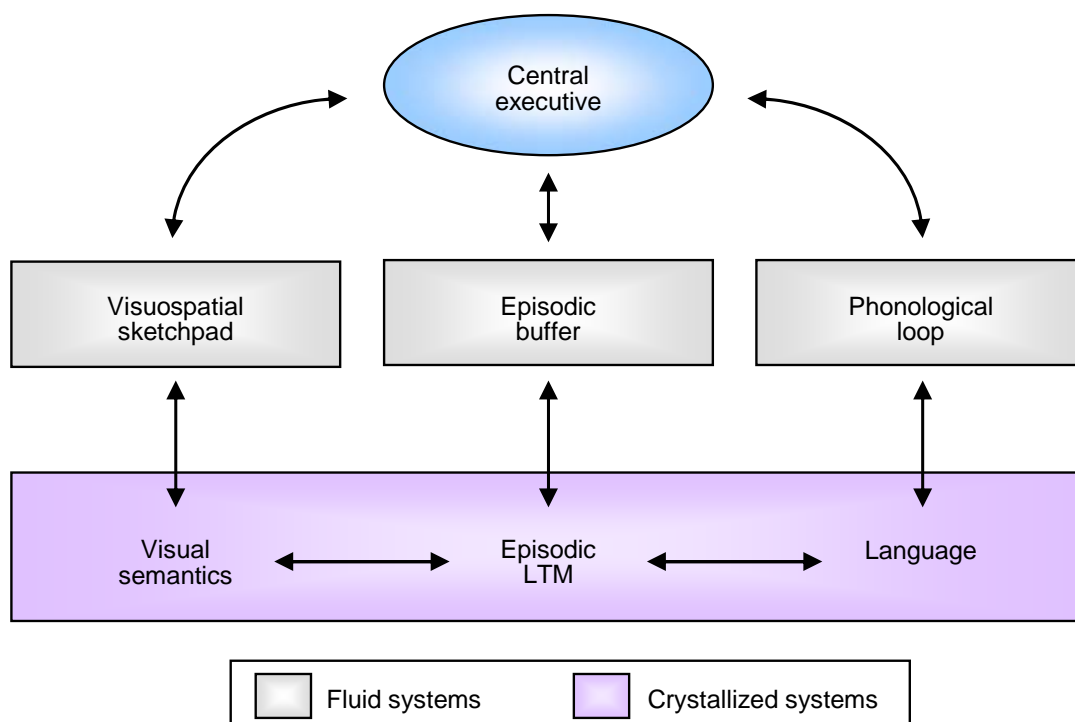 Central
executive
Visuospatial
sketchpad
Episodic
buffer
Phonological
loop
Visual
semantics
Episodic
LTM
Language
Fluid systems
Crystallized systems